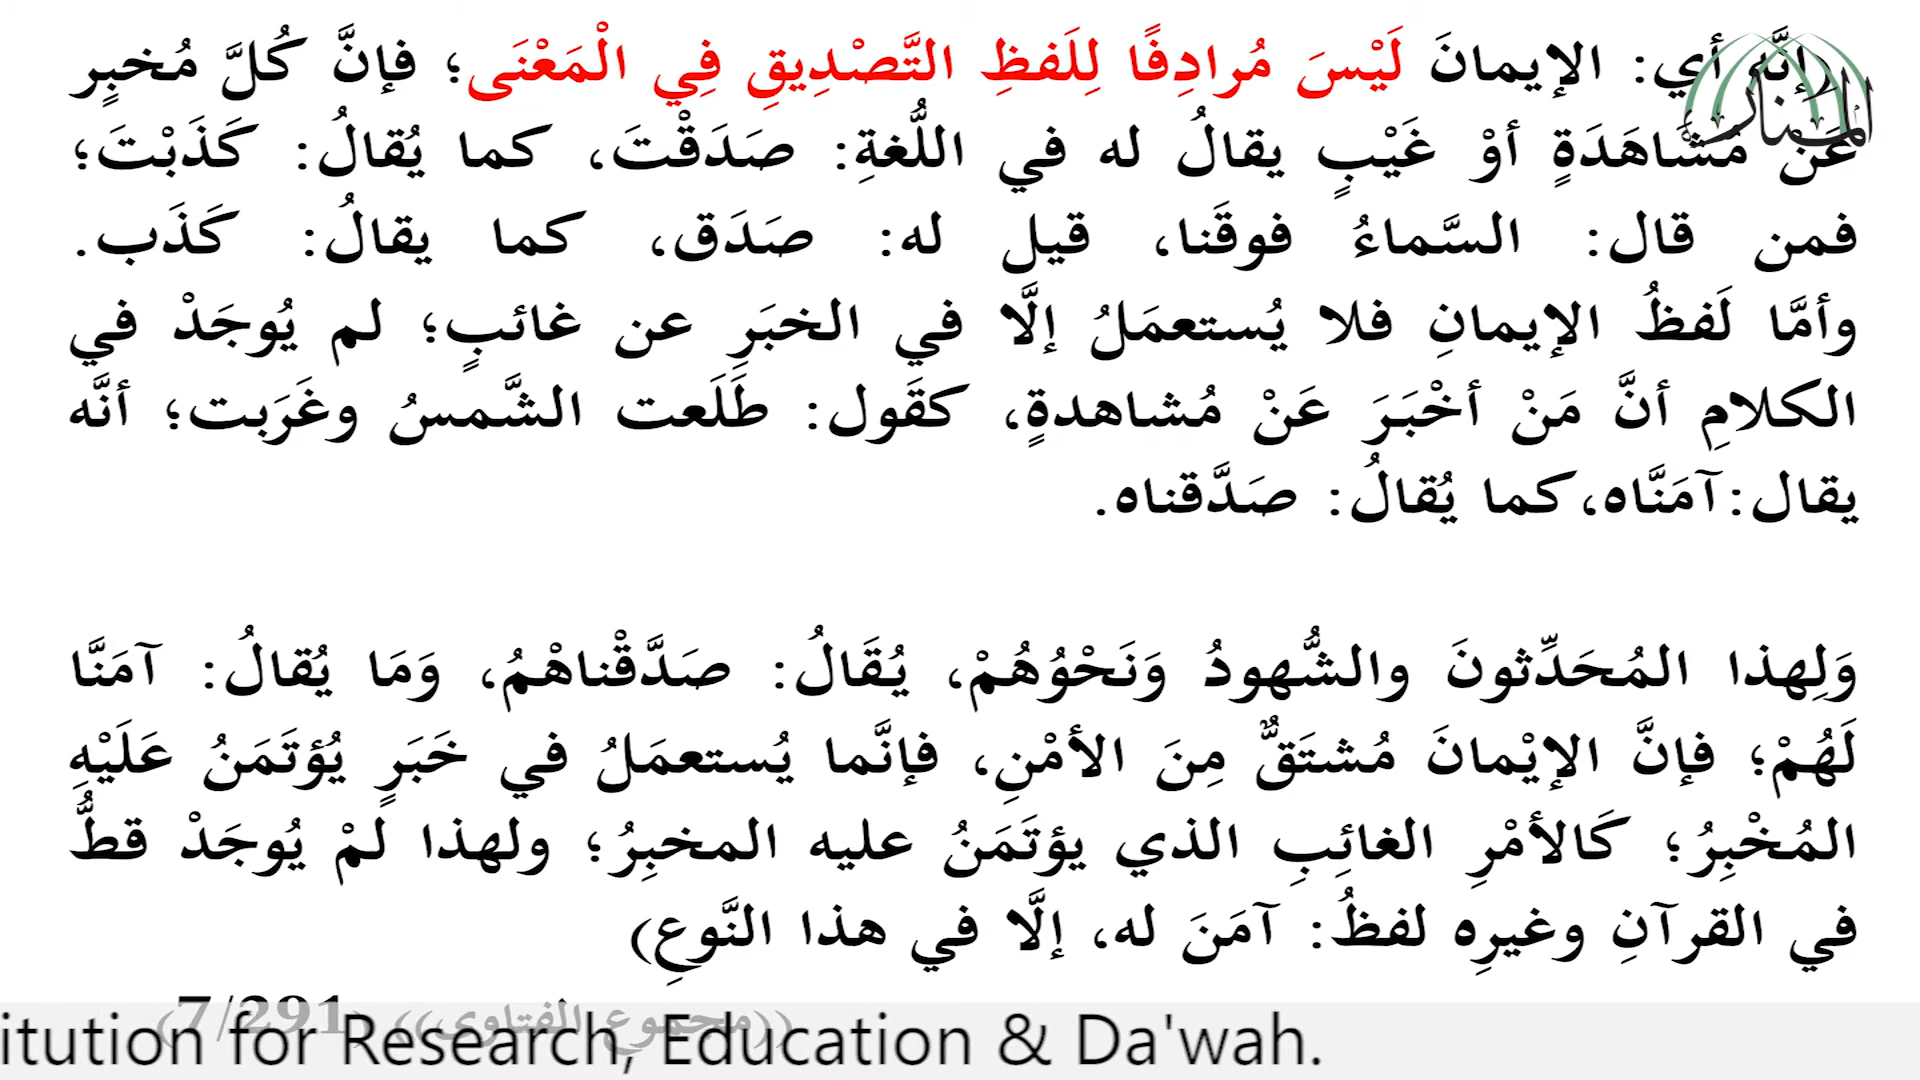 (إنَّه أي: الإيمانَ لَيْسَ مُرادِفًا لِلَفظِ التَّصْدِيقِ فِي الْمَعْنَى؛ فإنَّ كُلَّ مُخبِرٍ
عَن مُشَاهَدَةٍ أوْ غَيْبٍ يقالُ له في اللُّغةِ: صَدَقْتَ، كما يُقالُ: كَذَبْتَ؛
فمن قال: السَّماءُ فوقَنا، قيل له: صَدَق، كما يقالُ: كَذَب.
وأمَّا لَفظُ الإيمانِ فلا يُستعمَلُ إلَّا في الخبَرِ عن غائبٍ؛ لم يُوجَدْ في
الكلامِ أنَّ مَنْ أخْبَرَ عَنْ مُشاهدةٍ، كقَول: طَلَعت الشَّمسُ وغَرَبت؛ أنَّه
يقال:آمَنَّاه،كما يُقالُ: صَدَّقناه.
وَلِهذا المُحَدِّثونَ والشُّهودُ وَنَحْوُهُمْ، يُقَالُ: صَدَّقْناهْمُ، وَمَا يُقالُ: آمَنَّا
لَهُمْ؛ فإنَّ الإيْمانَ مُشتَقٌّ مِنَ الأمْنِ، فإنَّما يُستعمَلُ في خَبَرٍ يُؤتَمَنُ عَلَيْهِ
المُخْبِرُ؛ كَالأمْرِ الغائِبِ الذي يؤتَمَنُ عليه المخبِرُ؛ ولهذا لَمْ يُوجَدْ قطُّ
في القرآنِ وغيرِه لفظُ: آمَنَ له، إلَّا في هذا النَّوعِ)
((مجموع الفتاوى)) (7/291)
itution for Research, Education & Da'wah.
المنار